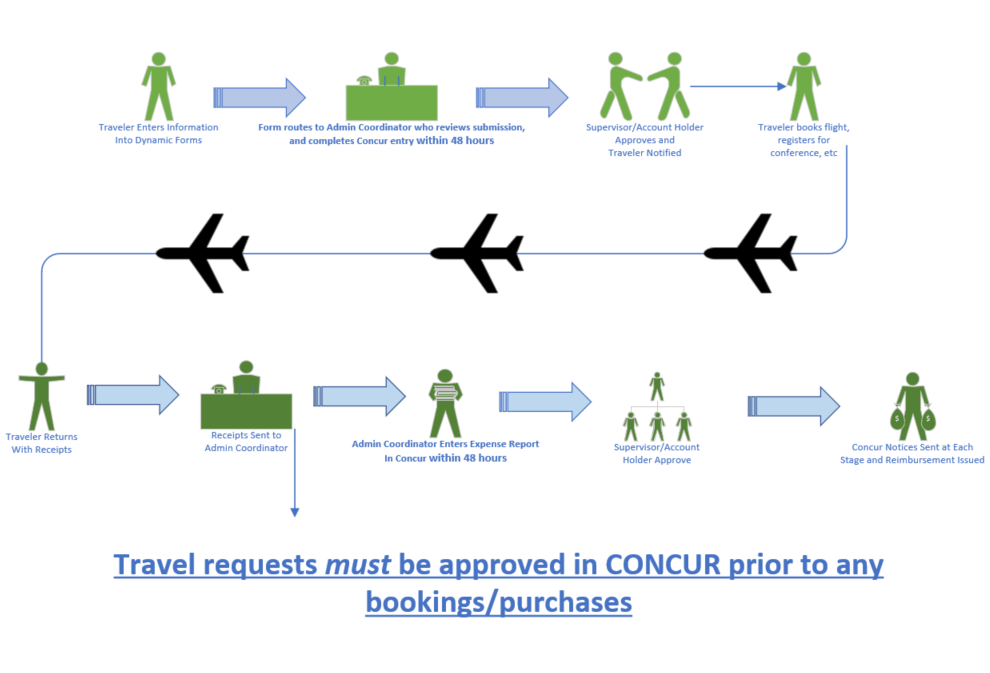 Traveler Enters Information
Into Dynamic Forms
Form routes to Admin Coordinator who reviews submission,
and completes Concur entry within 48 hours
Supervisor/Account Holder
Approves and
Traveler Notified
Traveler books flight,
registers for
conference, etc
Traveler Returns
With Receipts
Receipts Sent to
Admin Coordinator
Admin Coordinator Enters Expense Report
In Concur within 48 hours
Supervisor/Account
Holder Approve
$ $
Concur Notices Sent at Each
Stage and Reimbursement Issued
Travel requests must be approved in CONCUR prior to any
bookings/purchases